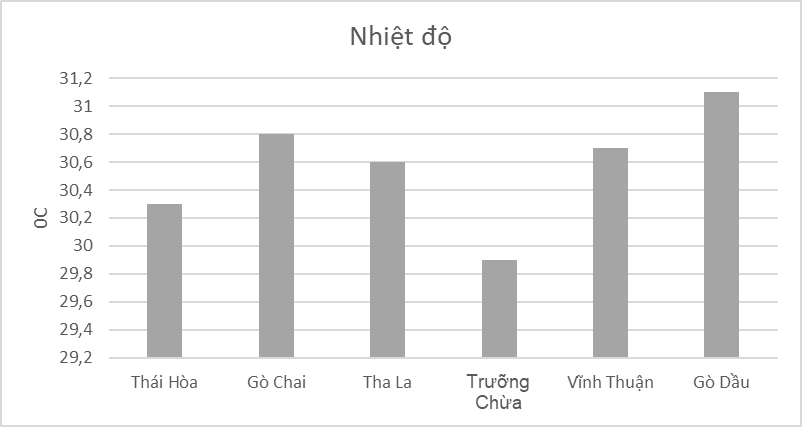 Nhiệt độ
31,2
31
30,8
30,6
30,4
30,2
30
29,8
29,6
29,4
29,2
0C
Thái Hòa
Gò Chai
Tha La
Trưỡng
Chừa
Vĩnh Thuận
Gò Dầu